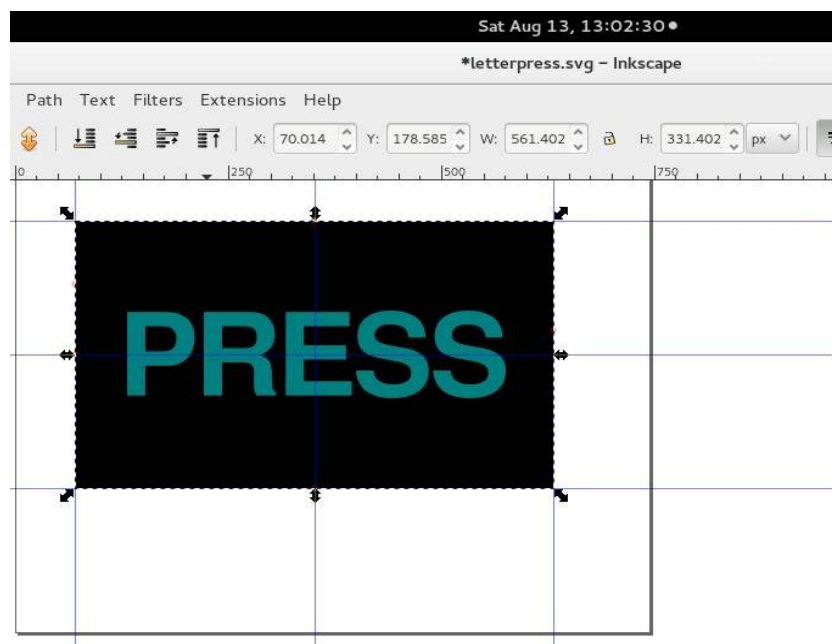 Sat Aug 13, 13:02:30
*letterpress.svg – Inkscape
Path Text Filters Extensions Help
X: 70.014 Y: 178.585 W: 561.402 H: 331.402 px
0 250 500 750
PRESS